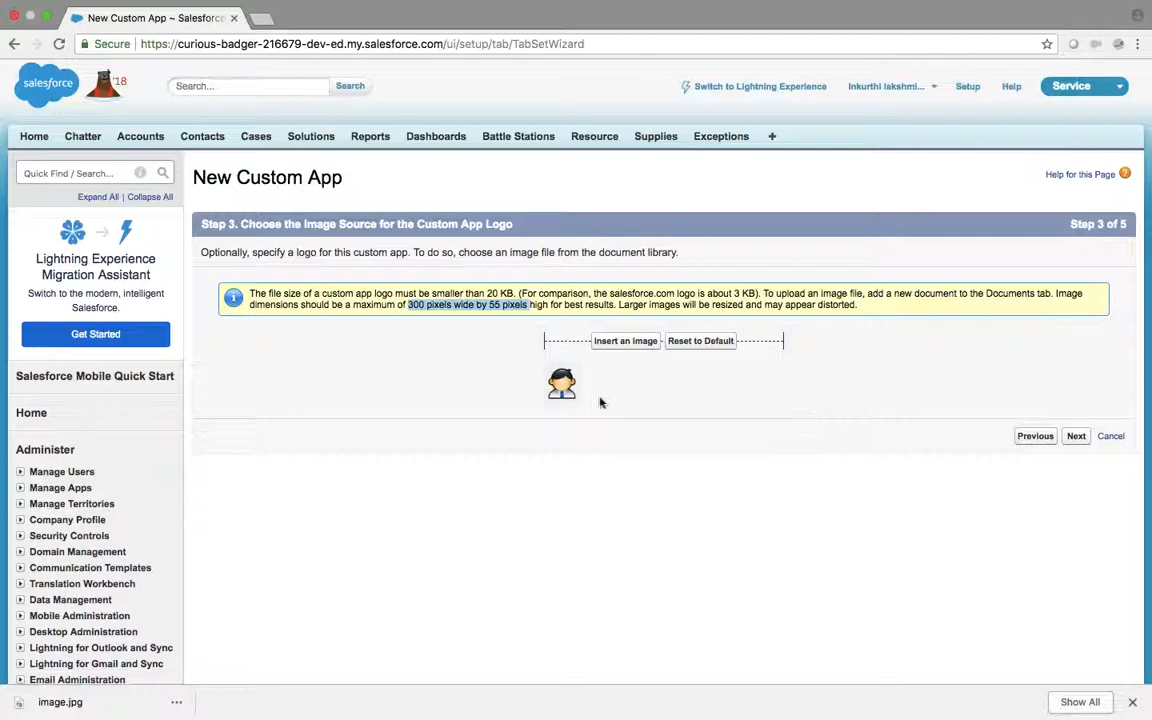 New Custom App ~ Salesforce
Secure
https://curious-badger-216679-dev-ed.my.salesforce.com/ui/setup/tab/TabSetWizard
salesforce
'18
Search...
Search
Switch to Lightning Experience
Inkurthi lakshmi...
Setup
Help
Service
Home
Chatter
Accounts
Contacts
Cases
Solutions
Reports
Dashboards
Battle Stations
Resource
Supplies
Exceptions
+
Quick Find / Search...
Expand All | Collapse All
Lightning Experience
Migration Assistant
Switch to the modern, intelligent
Salesforce.
Get Started
Salesforce Mobile Quick Start
Home
Administer
Manage Users
Manage Apps
Manage Territories
Company Profile
Security Controls
Domain Management
Communication Templates
Translation Workbench
Data Management
Mobile Administration
Desktop Administration
Lightning for Outlook and Sync
Lightning for Gmail and Sync
Email Administration
New Custom App
Help for this Page
Step 3. Choose the Image Source for the Custom App Logo
Step 3 of 5
Optionally, specify a logo for this custom app. To do so, choose an image file from the document library.
The file size of a custom app logo must be smaller than 20 KB. (For comparison, the salesforce.com logo is about 3 KB). To upload an image file, add a new document to the Documents tab. Image
dimensions should be a maximum of 300 pixels wide by 55 pixels high for best results. Larger images will be resized and may appear distorted.
Insert an image
Reset to Default
Previous
Next
Cancel
image.jpg
Show All